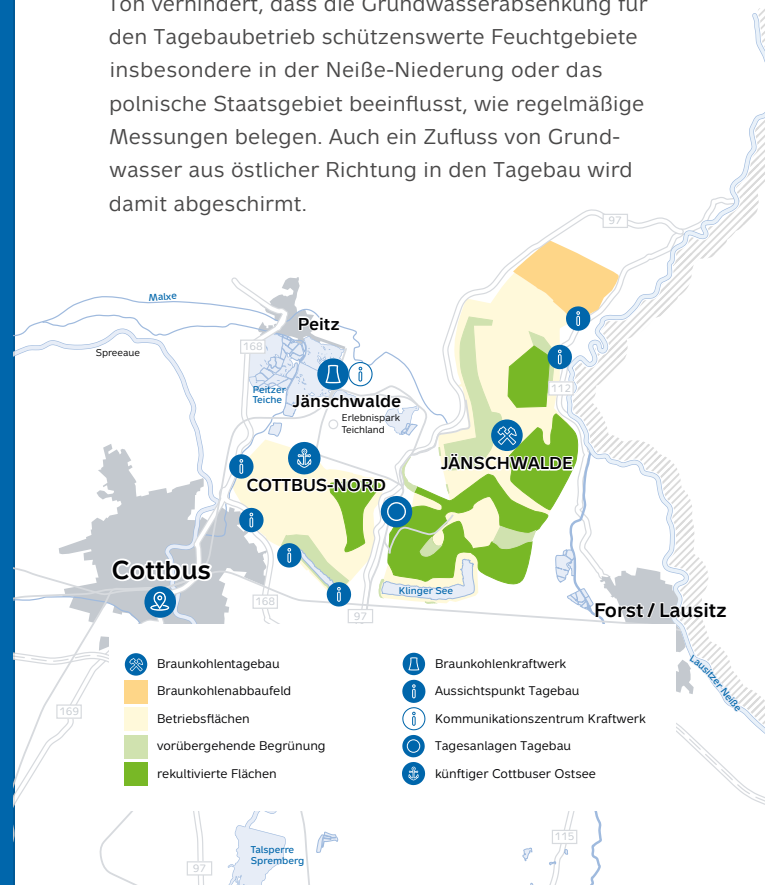 Ton verhindert, dass die Grundwasserabsenkung für
den Tagebaubetrieb schützenswerte Feuchtgebiete
insbesondere in der Neiße-Niederung oder das
polnische Staatsgebiet beeinflusst, wie regelmäßige
Messungen belegen. Auch ein Zufluss von Grund-
wasser aus östlicher Richtung in den Tagebau wird
damit abgeschirmt.
97
Malxe
Peitz
Spreeaue
168
112
Peitzer
Teiche
Jänschwalde
Erlebnispark
Teichland
JÄNSCHWALDE
COTTBUS-NORD
Cottbus
Klinger See
168
97
Forst / Lausitz
Lausitzer Neiße
169
Braunkohlentagebau
Braunkohlenabbaufeld
Betriebsflächen
vorübergehende Begrünung
rekultivierte Flächen
Braunkohlenkraftwerk
Aussichtspunkt Tagebau
Kommunikationszentrum Kraftwerk
Tagesanlagen Tagebau
künftiger Cottbuser Ostsee
Talsperre
Spremberg
97
115